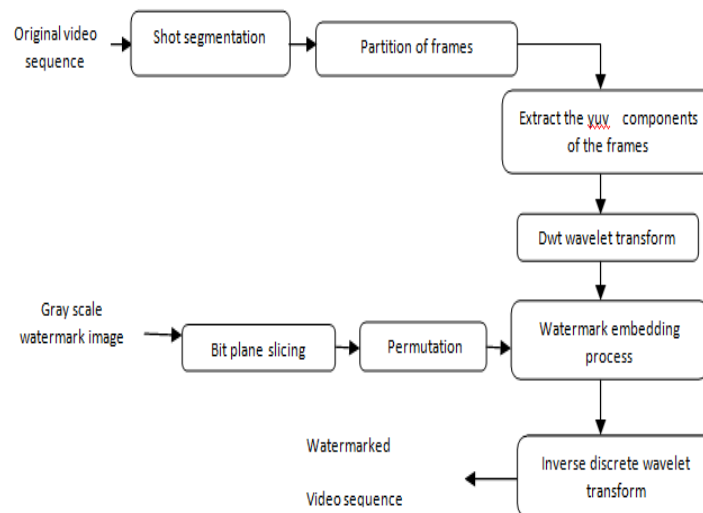 Original video
sequence
Shot segmentation
Partition of frames
Extract the yuv components
of the frames
Dwt wavelet transform
Gray scale
watermark image
Bit plane slicing
Permutation
Watermark embedding
process
Watermarked
Video sequence
Inverse discrete wavelet
transform